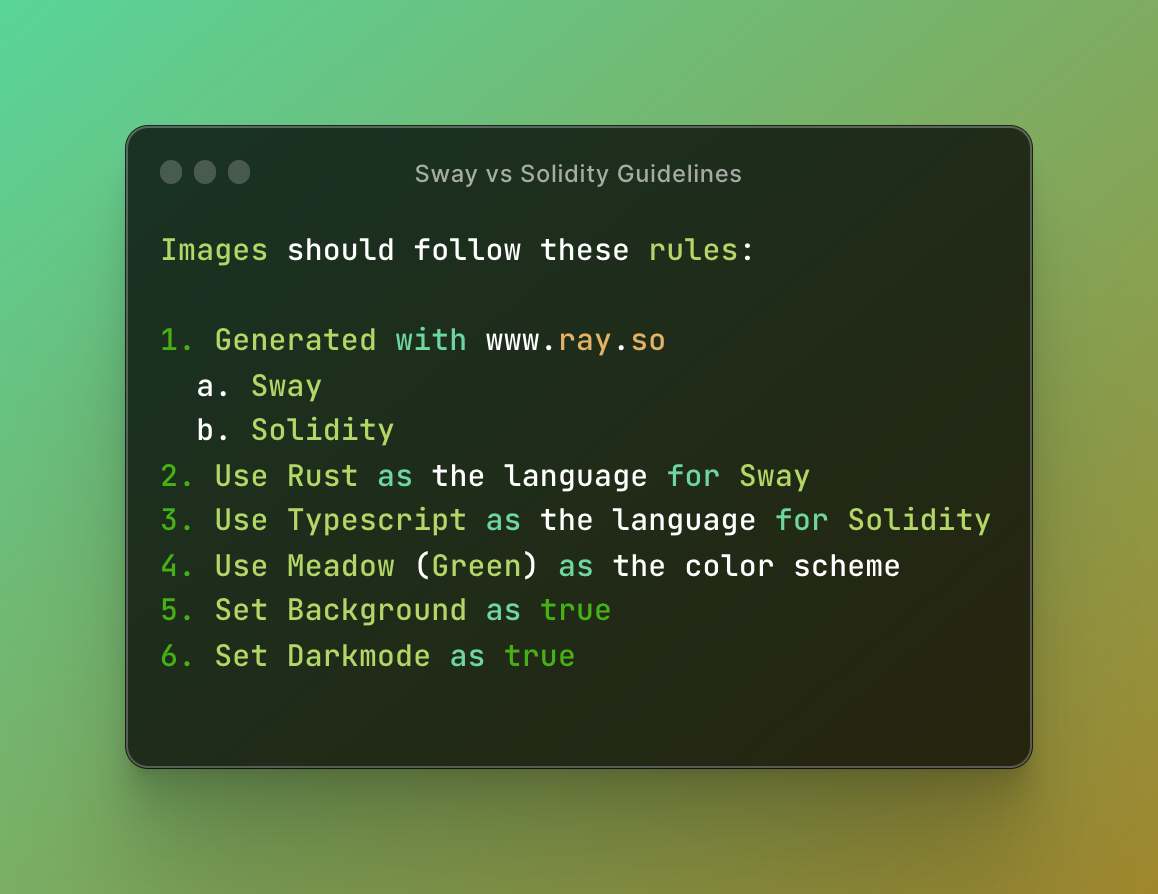 Sway vs Solidity Guidelines
Images should follow these rules:
1. Generated with www.ray.so
a. Sway
b. Solidity
2. Use Rust as the language for Sway
3. Use Typescript as the language for Solidity
4. Use Meadow (Green) as the color scheme
5. Set Background as true
6. Set Darkmode as true